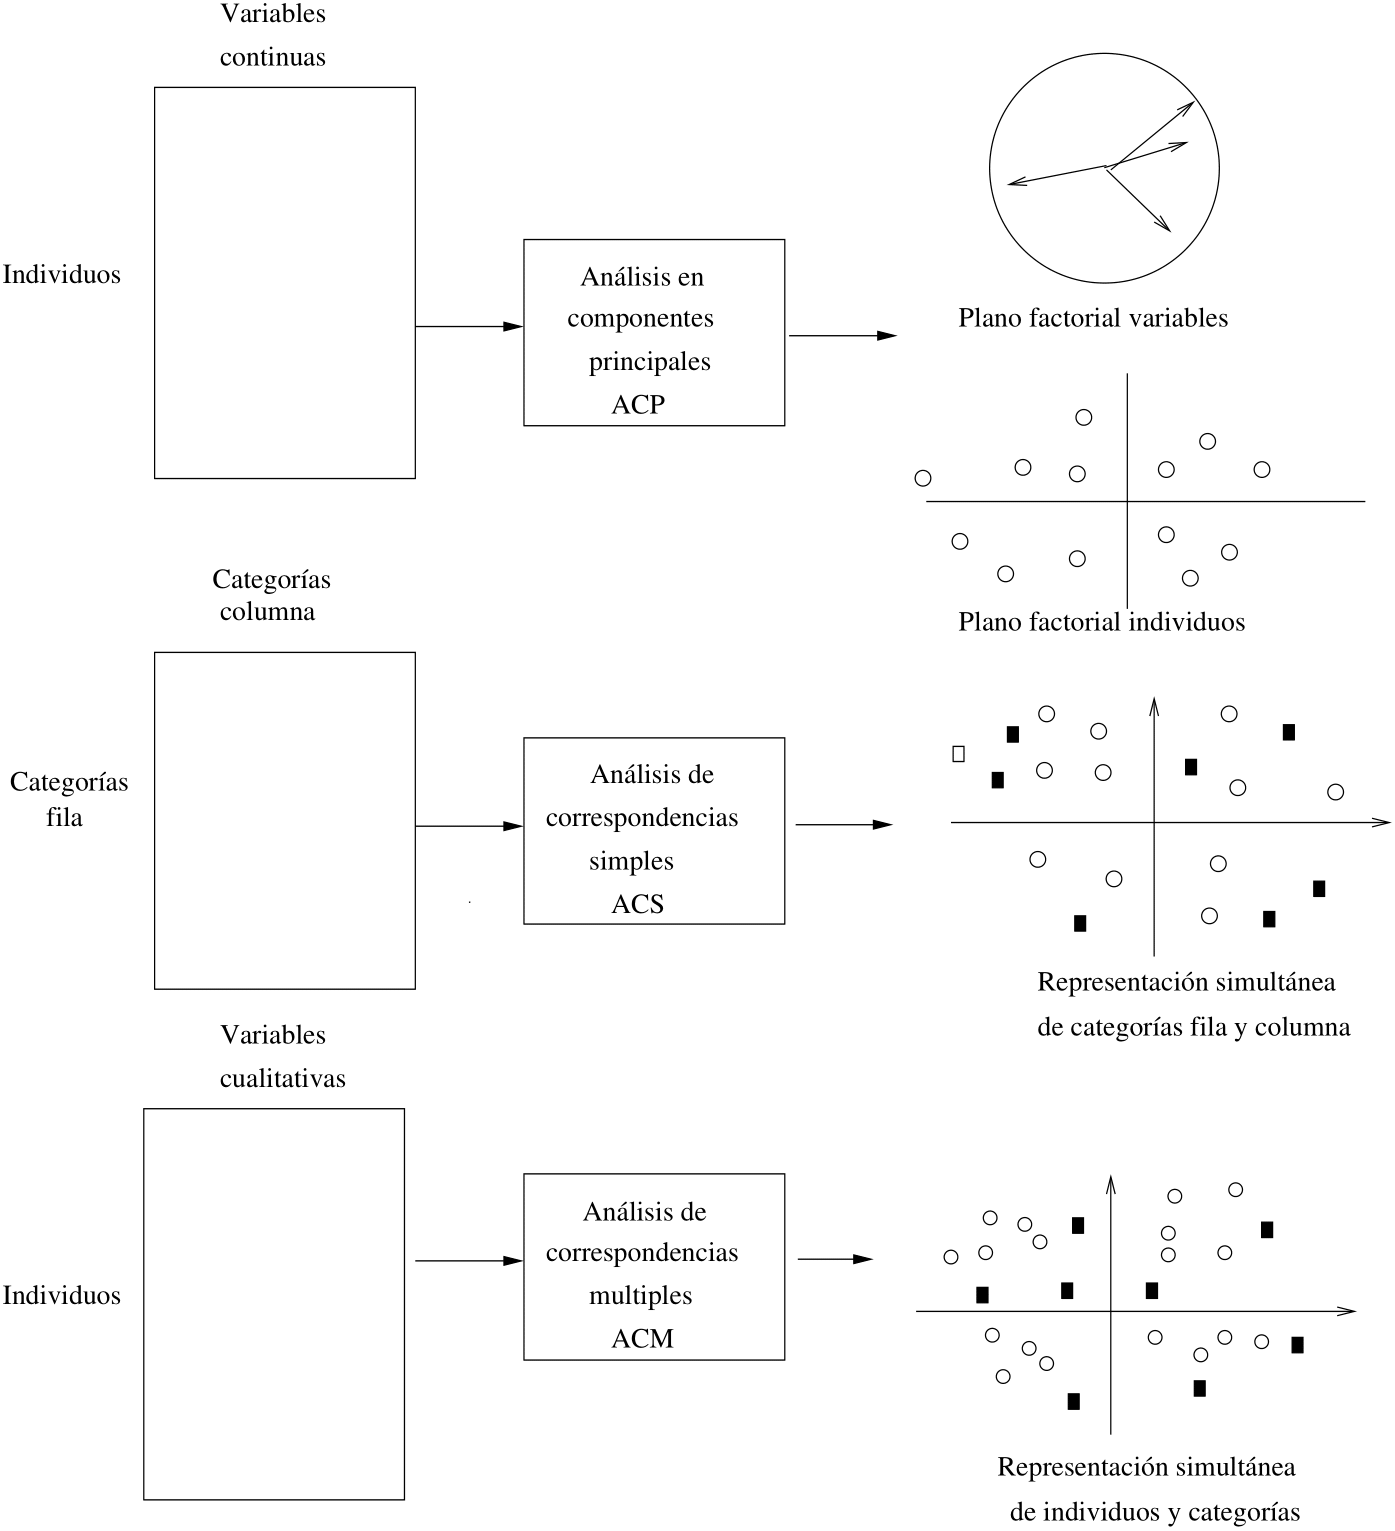 Variables
continuas
Individuos
Análisis en
componentes
principales
ACP
Plano factorial variables
Plano factorial individuos
Categorías
columna
Categorías
fila
Análisis de
correspondencias
simples
ACS
Representación simultánea
de categorías fila y columna
Variables
cualitativas
Individuos
Análisis de
correspondencias
multiples
ACM
Representación simultánea
de individuos y categorías